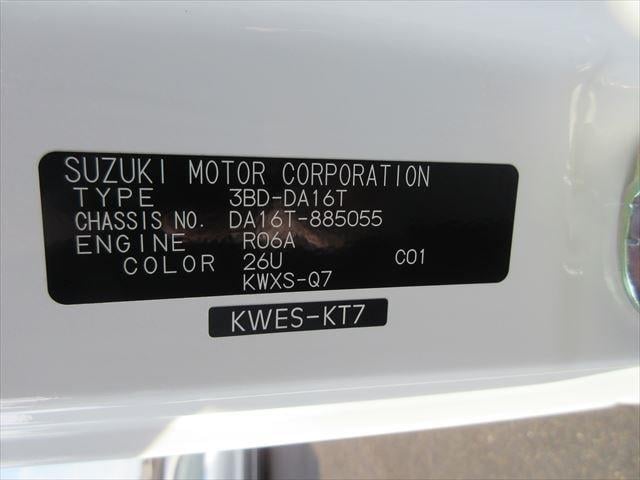 SUZUKI MOTOR CORPORATION
TYPE 3BD-DA16T
CHASSIS NO. DA16T-885055
ENGINE R06A
COLOR 26U C01
KWXS-Q7
KWES-KT7